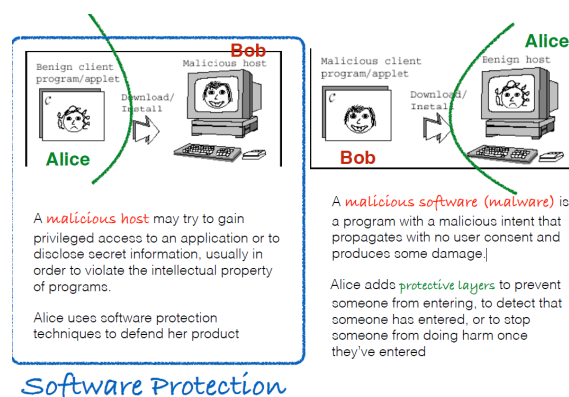 Bob
Benign client
program/applet
Malicious host
C
Download/
Install
Alice
A malicious host may try to gain
privileged access to an application or to
disclose secret information, usually in
order to violate the intellectual property
of programs.
Alice uses software protection
techniques to defend her product
Software Protection
Alice
Malicious client
program/applet
Benign host
C
Download/
Install
Bob
A malicious software (malware) is
a program with a malicious intent that
propagates with no user consent and
produces some damage.
Alice adds protective layers to prevent
someone from entering, to detect that
someone has entered, or to stop
someone from doing harm once
they've entered